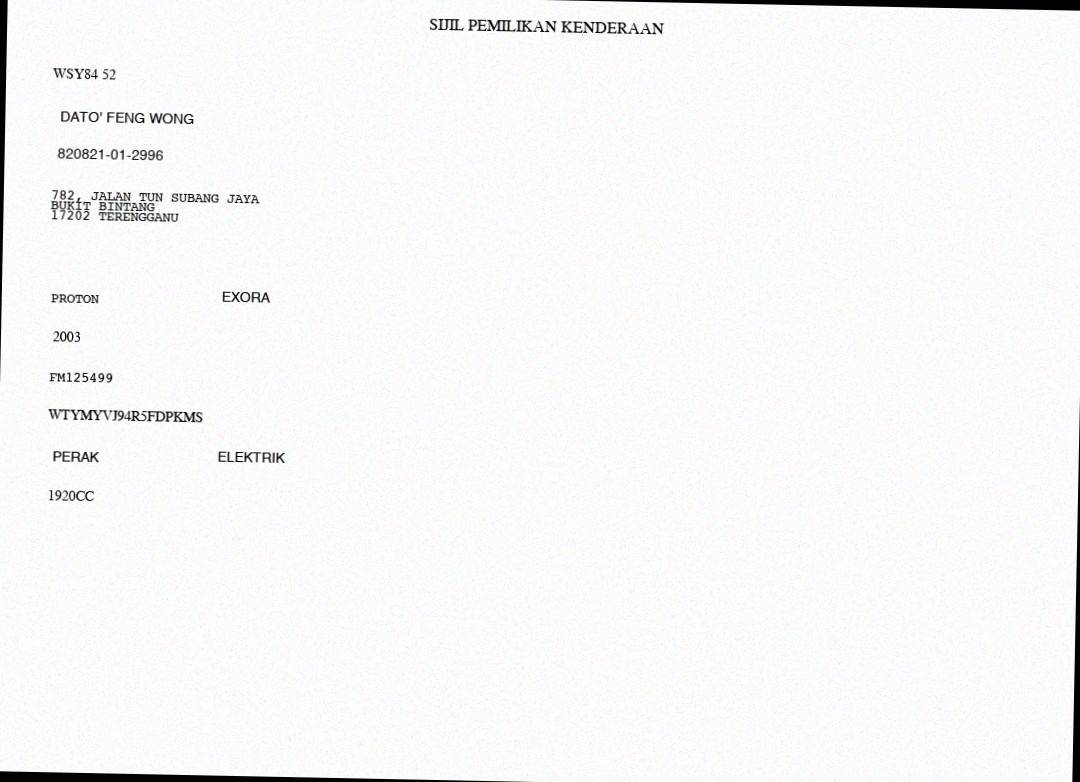 SIJIL PEMILIKAN KENDERAAN
WSY84 52
DATO' FENG WONG
820821-01-2996
782, JALAN TUN SUBANG JAYA
BUKIT BINTANG
17202 TERENGGANU
PROTON EXORA
2003
FM125499
WTYMYVJ94R5FDPKMS
PERAK ELEKTRIK
1920CC